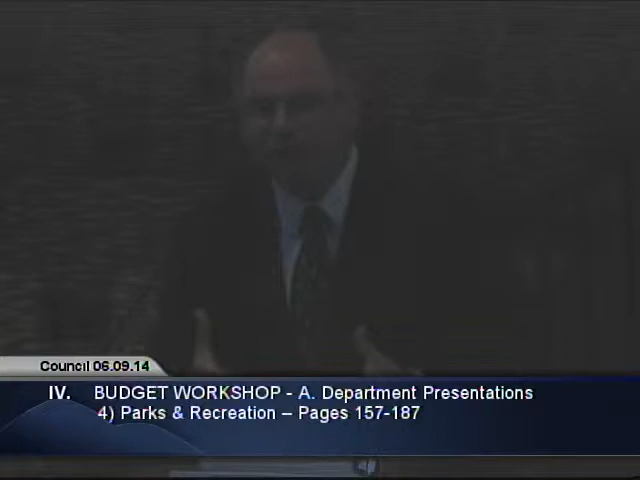 Council 06.09.14
IV. BUDGET WORKSHOP - A. Department Presentations
4) Parks & Recreation – Pages 157-187